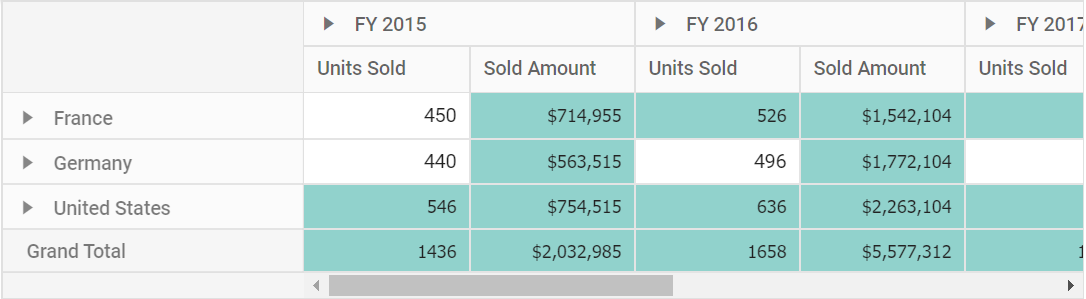 FY 2015 FY 2016 FY 2017
Units Sold Sold Amount Units Sold Sold Amount Units Sold
France 450 $714,955 526 $1,542,104
Germany 440 $563,515 496 $1,772,104
United States 546 $754,515 636 $2,263,104
Grand Total 1436 $2,032,985 1658 $5,577,312